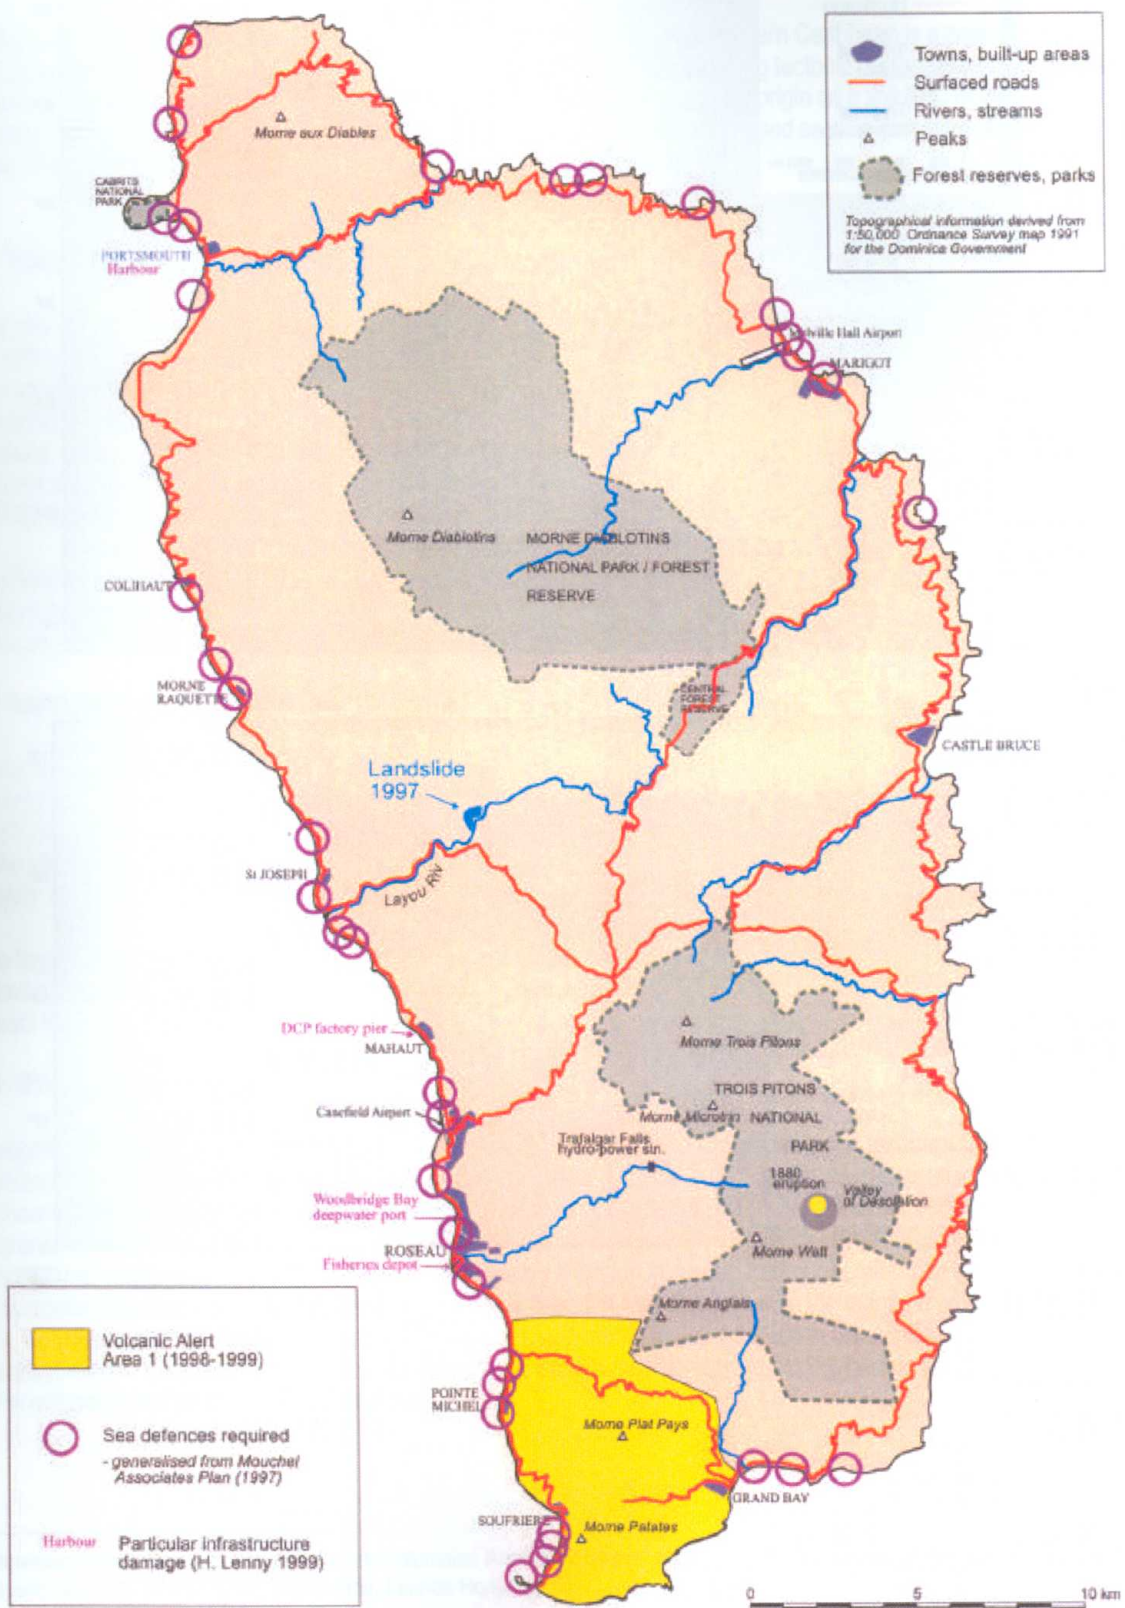 Towns, built-up areas
Surfaced roads
Rivers, streams
Peaks
Forest reserves, parks
Topographical information derived from
1:50,000 Ordnance Survey map 1991
for the Dominica Government
Morne aux Diables
CABRITS
NATIONAL
PARK
PORTSMOUTH
Harbour
Melville Hall Airport
MARIGOT
Morne Diablotins
MORNE DIABLOTINS
NATIONAL PARK / FOREST
RESERVE
COLIHAUT
MORNE
RAQUETTE
CENTRAL
FOREST
RESERVE
CASTLE BRUCE
Landslide
1997
St JOSEPH
Layou Riv
DCP factory pier
MAHAUT
Morne Trois Pitons
TROIS PITONS
NATIONAL
PARK
Morne Microtrin
Canefield Airport
Trafalgar Falls
hydro-power stn.
1880
eruption
Valley
of Desolation
Woodbridge Bay
deepwater port
ROSEAU
Fisheries depot
Morne Watt
Morne Anglais
POINTE
MICHEL
Morne Plat Pays
GRAND BAY
SOUFRIERE
Morne Patates
Volcanic Alert
Area 1 (1998-1999)
Sea defences required
- generalised from Mouchel
Associates Plan (1997)
Harbour
Particular infrastructure
damage (H. Lenny 1999)
0 5 10 km